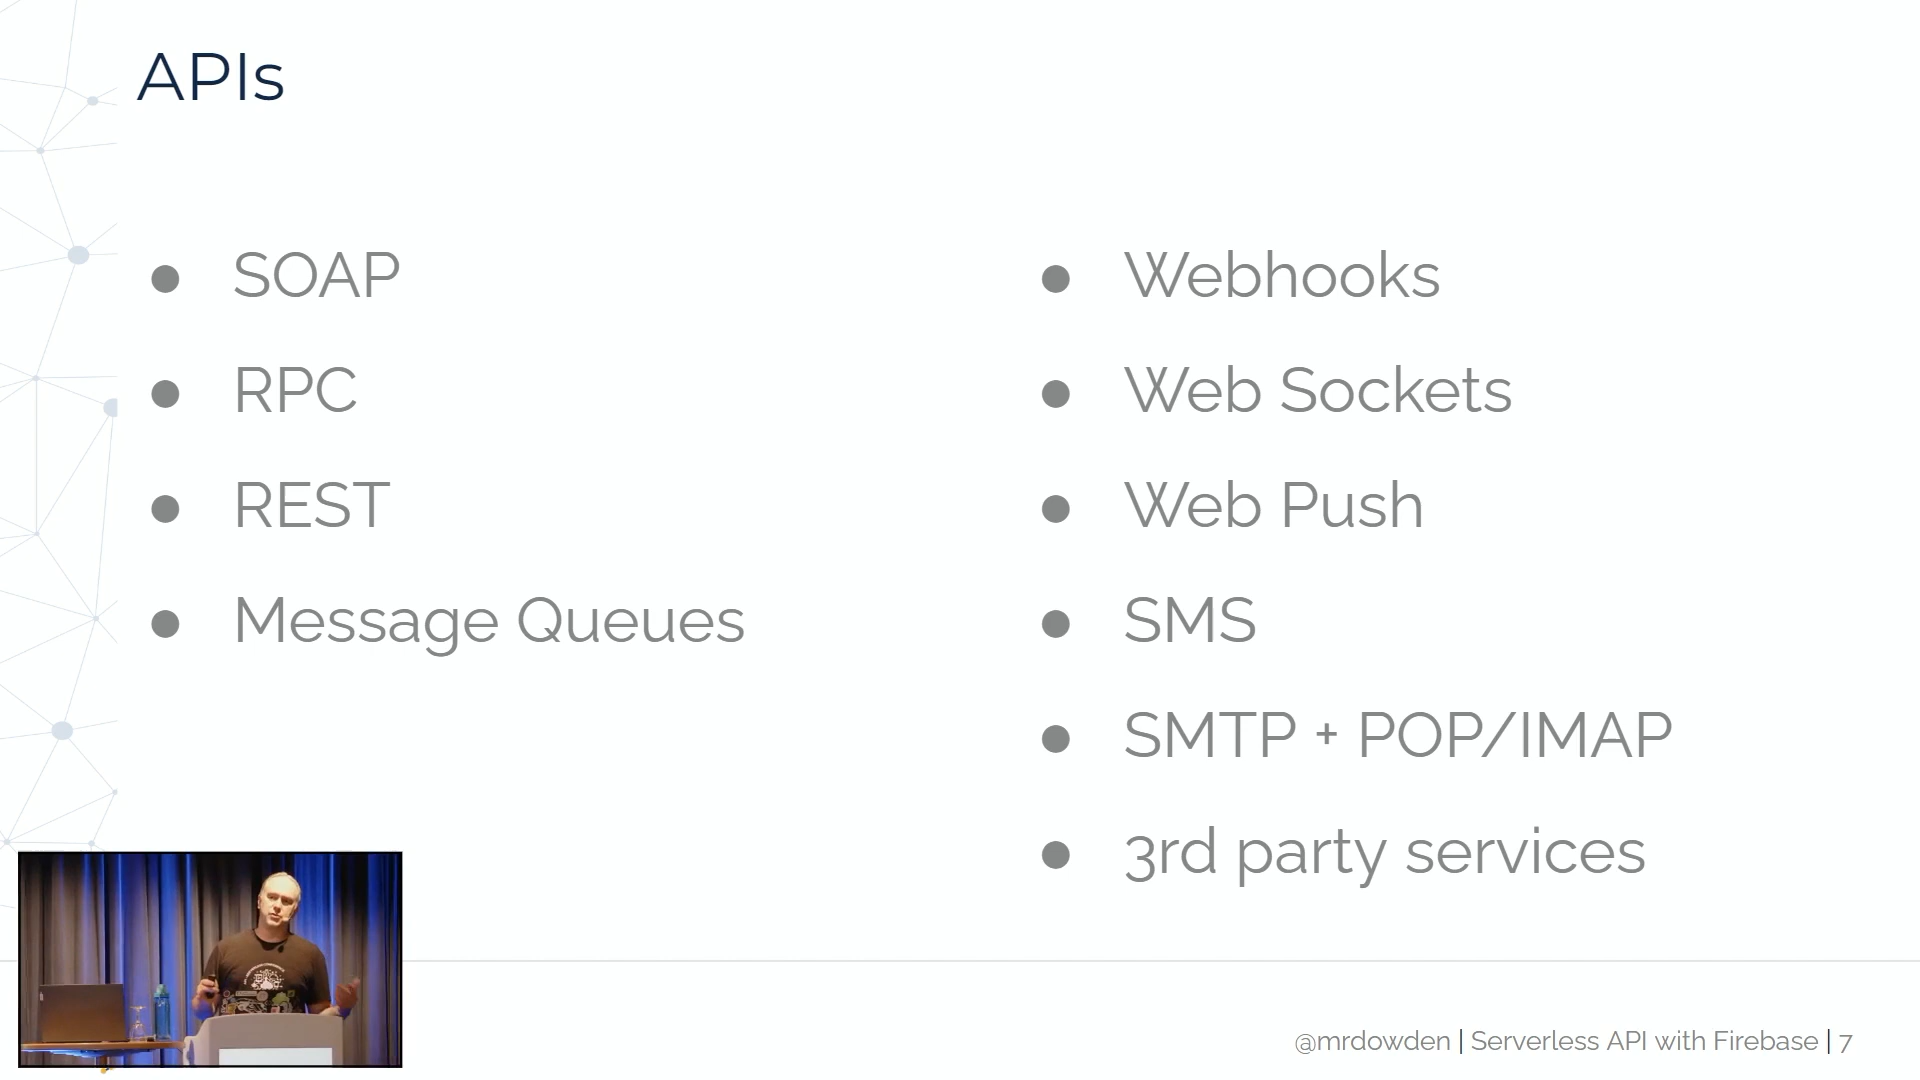 APIs
SOAP
RPC
REST
Message Queues
Webhooks
Web Sockets
Web Push
SMS
SMTP + POP/IMAP
3rd party services
@mrdowden | Serverless API with Firebase | 7